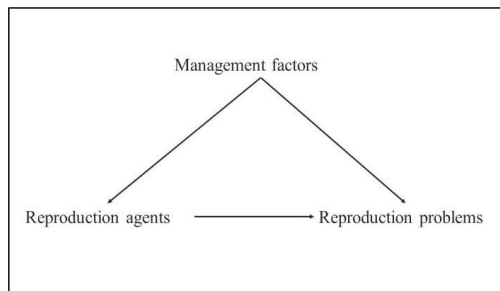 Management factors
Reproduction agents
Reproduction problems